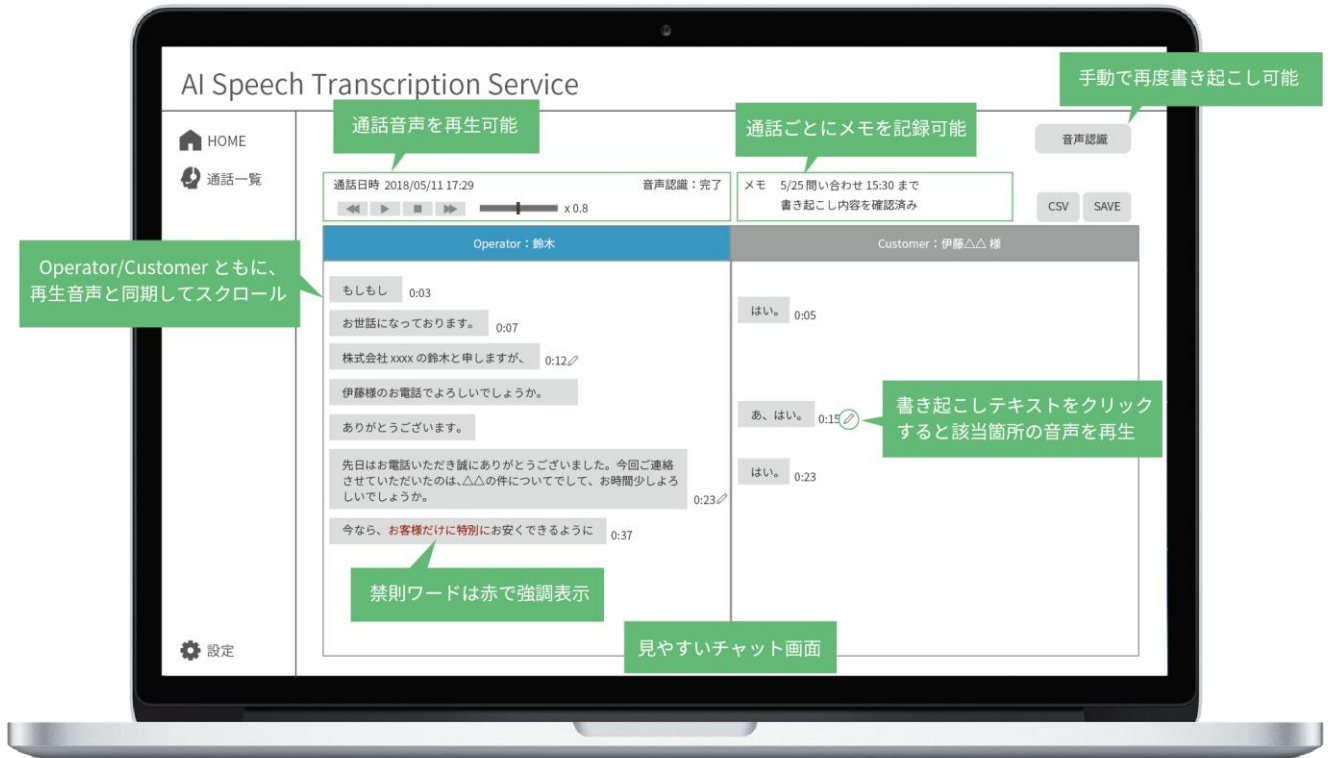 AI Speech Transcription Service
手動で再度書き起こし可能
HOME
通話一覧
通話音声を再生可能
通話ごとにメモを記録可能
音声認識
通話日時 2018/05/11 17:29
音声認識：完了
x 0.8
メモ 5/25 問い合わせ 15:30 まで
書き起こし内容を確認済み
CSV
SAVE
Operator：鈴木
Customer：伊藤△△ 様
Operator/Customer ともに、
再生音声と同期してスクロール
もしもし 0:03
はい。 0:05
お世話になっております。 0:07
株式会社 xxxx の鈴木と申しますが、 0:12
伊藤様のお電話でよろしいでしょうか。
あ、はい。 0:15
書き起こしテキストをクリック
すると該当箇所の音声を再生
ありがとうございます。
先日はお電話いただき誠にありがとうございました。今回ご連絡
させていただいたのは、△△の件についてでして、お時間少しよろ
しいでしょうか。 0:23
はい。 0:23
今なら、お客様だけに特別にお安くできるように 0:37
禁則ワードは赤で強調表示
見やすいチャット画面
設定